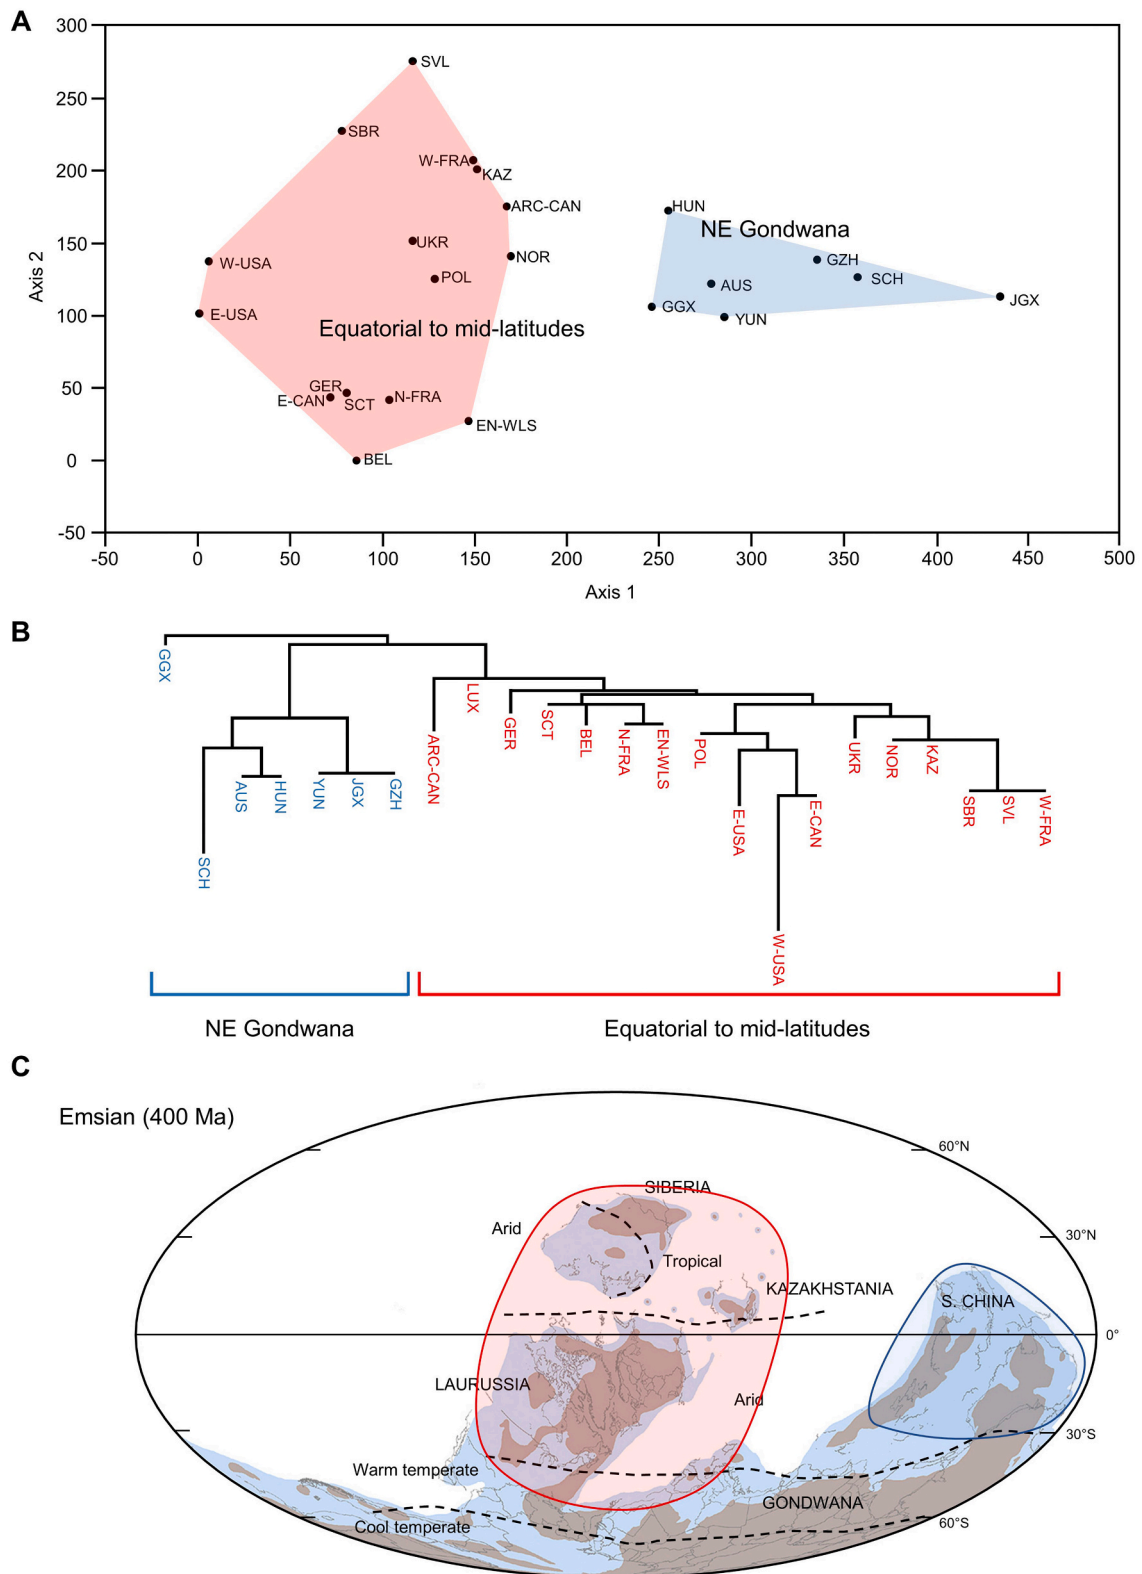 A
300
250
200
150
100
50
0
-50
Axis 2
-50 0 50 100 150 200 250 300 350 400 450 500
Axis 1
SVL
SBR
W-FRA
KAZ
ARC-CAN
HUN
NE Gondwana
UKR
NOR
GZH
W-USA
POL
AUS
SCH
E-USA
GGX
JGX
YUN
Equatorial to mid-latitudes
GER
E-CAN
SCT
N-FRA
EN-WLS
BEL
B
GGX
SCH
AUS
HUN
YUN
JGX
GZH
ARC-CAN
LUX
GER
SCT
BEL
N-FRA
EN-WLS
POL
E-USA
W-USA
E-CAN
UKR
NOR
KAZ
SBR
SVL
W-FRA
NE Gondwana
Equatorial to mid-latitudes
C
Emsian (400 Ma)
60°N
SIBERIA
Arid
30°N
Tropical
KAZAKHSTANIA
S. CHINA
0°
LAURUSSIA
Arid
30°S
Warm temperate
GONDWANA
60°S
Cool temperate